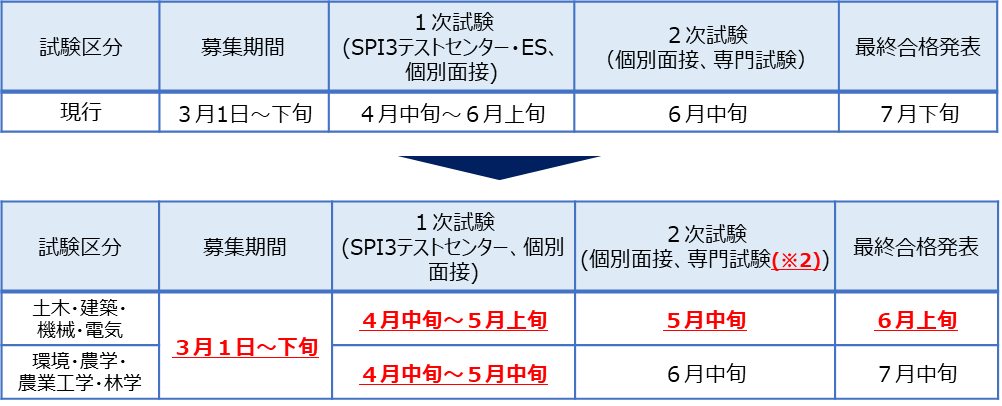 試験区分
募集期間
１次試験
(SPI3テストセンター・ES、
個別面接)
２次試験
（個別面接、専門試験）
最終合格発表
現行
３月1日～下旬
４月中旬～６月上旬
６月中旬
７月下旬
試験区分
募集期間
１次試験
(SPI3テストセンター、個別
面接)
２次試験
(個別面接、専門試験(※2))
最終合格発表
土木・建築・
機械・電気
３月１日～下旬
４月中旬～５月上旬
５月中旬
６月上旬
環境・農学・
農業工学・林学
４月中旬～５月中旬
６月中旬
７月中旬